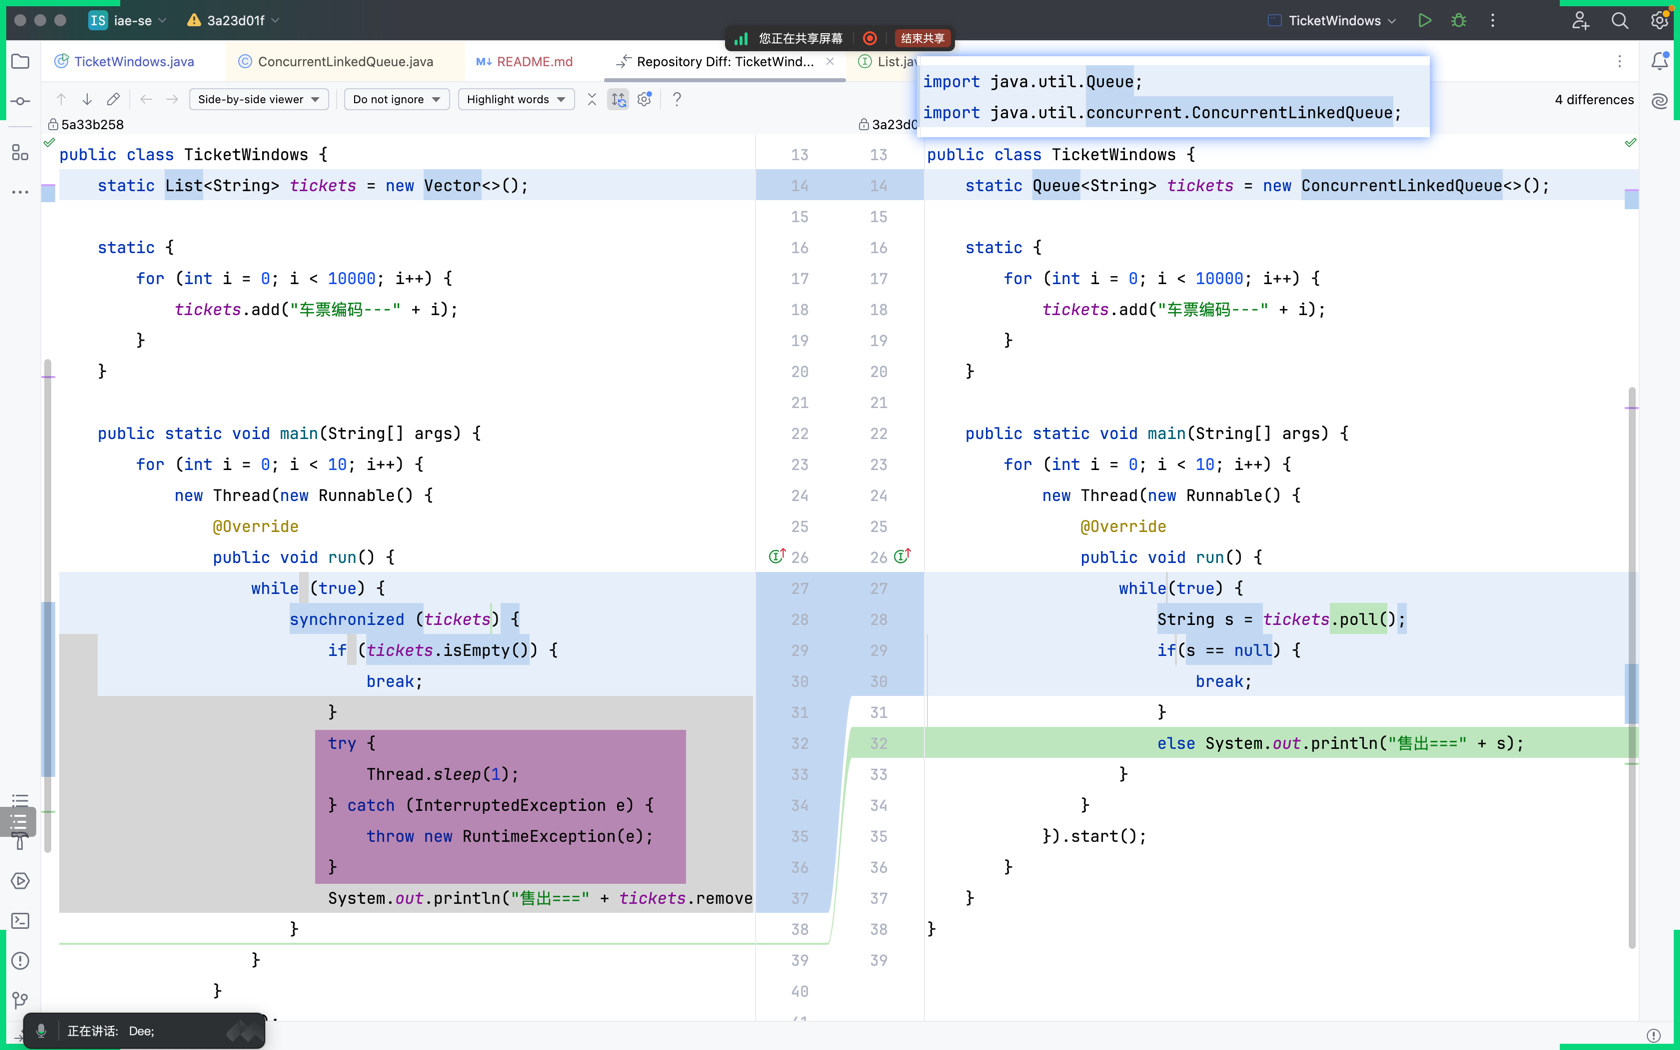 IS iae-se 3a23d01f TicketWindows
您正在共享屏幕 结束共享
TicketWindows.java ConcurrentLinkedQueue.java M↓ README.md Repository Diff: TicketWind... List.jav
import java.util.Queue;
import java.util.concurrent.ConcurrentLinkedQueue;
Side-by-side viewer Do not ignore Highlight words ? 4 differences
5a33b258 3a23d0
public class TicketWindows { 13 13 public class TicketWindows {
static List<String> tickets = new Vector<>(); 14 14 static Queue<String> tickets = new ConcurrentLinkedQueue<>();
15 15
static { 16 16 static {
for (int i = 0; i < 10000; i++) { 17 17 for (int i = 0; i < 10000; i++) {
tickets.add("车票编码---" + i); 18 18 tickets.add("车票编码---" + i);
} 19 19 }
} 20 20 }
21 21
public static void main(String[] args) { 22 22 public static void main(String[] args) {
for (int i = 0; i < 10; i++) { 23 23 for (int i = 0; i < 10; i++) {
new Thread(new Runnable() { 24 24 new Thread(new Runnable() {
@Override 25 25 @Override
public void run() { 26 26 public void run() {
while (true) { 27 27 while(true) {
synchronized (tickets) { 28 28 String s = tickets.poll();
if (tickets.isEmpty()) { 29 29 if(s == null) {
break; 30 30 break;
} 31 31 }
try { 32 32 else System.out.println("售出===" + s);
Thread.sleep(1); 33 33 }
} catch (InterruptedException e) { 34 34 }
throw new RuntimeException(e); 35 35 }).start();
} 36 36 }
System.out.println("售出===" + tickets.remove 37 37 }
} 38 38 }
} 39 39
} 40
正在讲话: Dee;